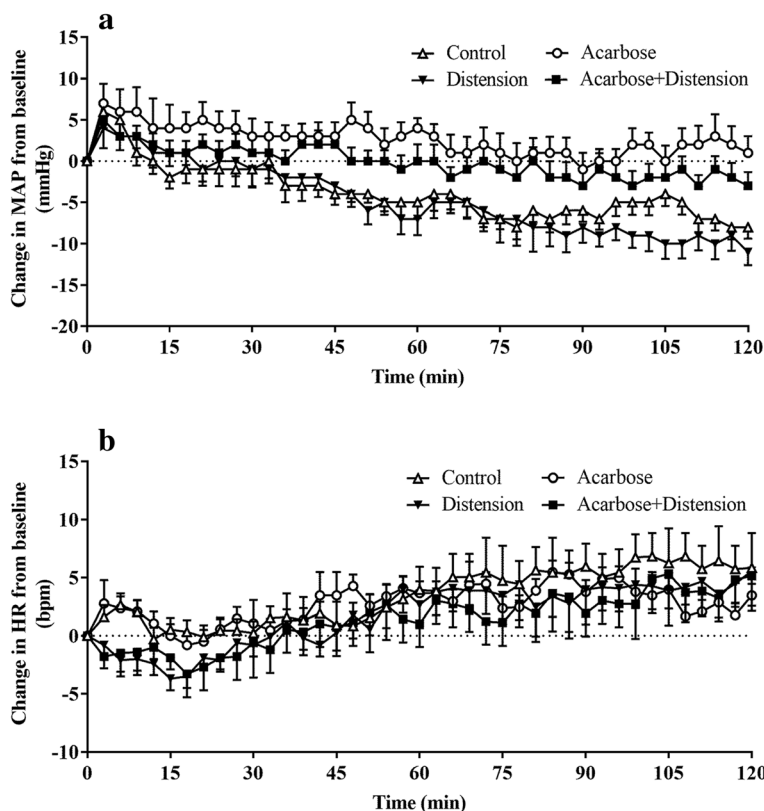 a
15
Control Acarbose
10
Distension Acarbose+Distension
5
0
-5
-10
-15
-20
0 15 30 45 60 75 90 105 120
Time (min)
Change in MAP from baseline
(mmHg)
b
15
Control Acarbose
Distension Acarbose+Distension
10
5
0
-5
-10
0 15 30 45 60 75 90 105 120
Time (min)
Change in HR from baseline
(bpm)